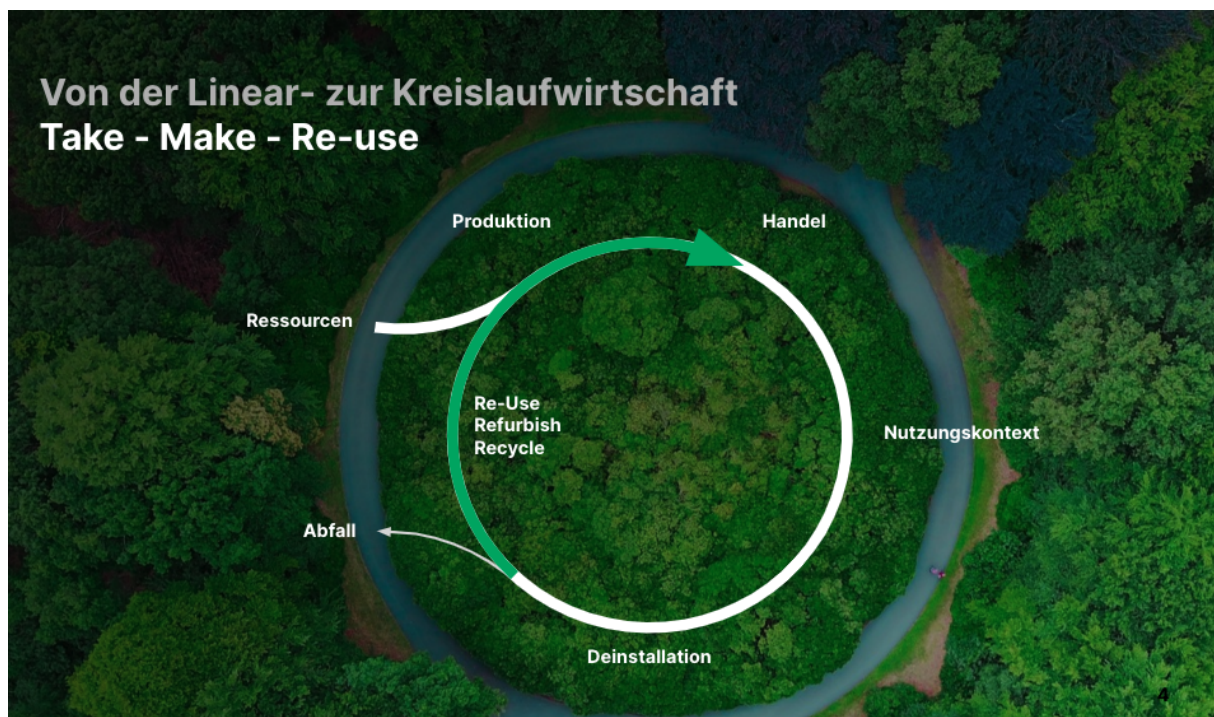 Von der Linear- zur Kreislaufwirtschaft
Take - Make - Re-use
Produktion
Handel
Ressourcen
Re-Use
Refurbish
Recycle
Nutzungskontext
Abfall
Deinstallation
4